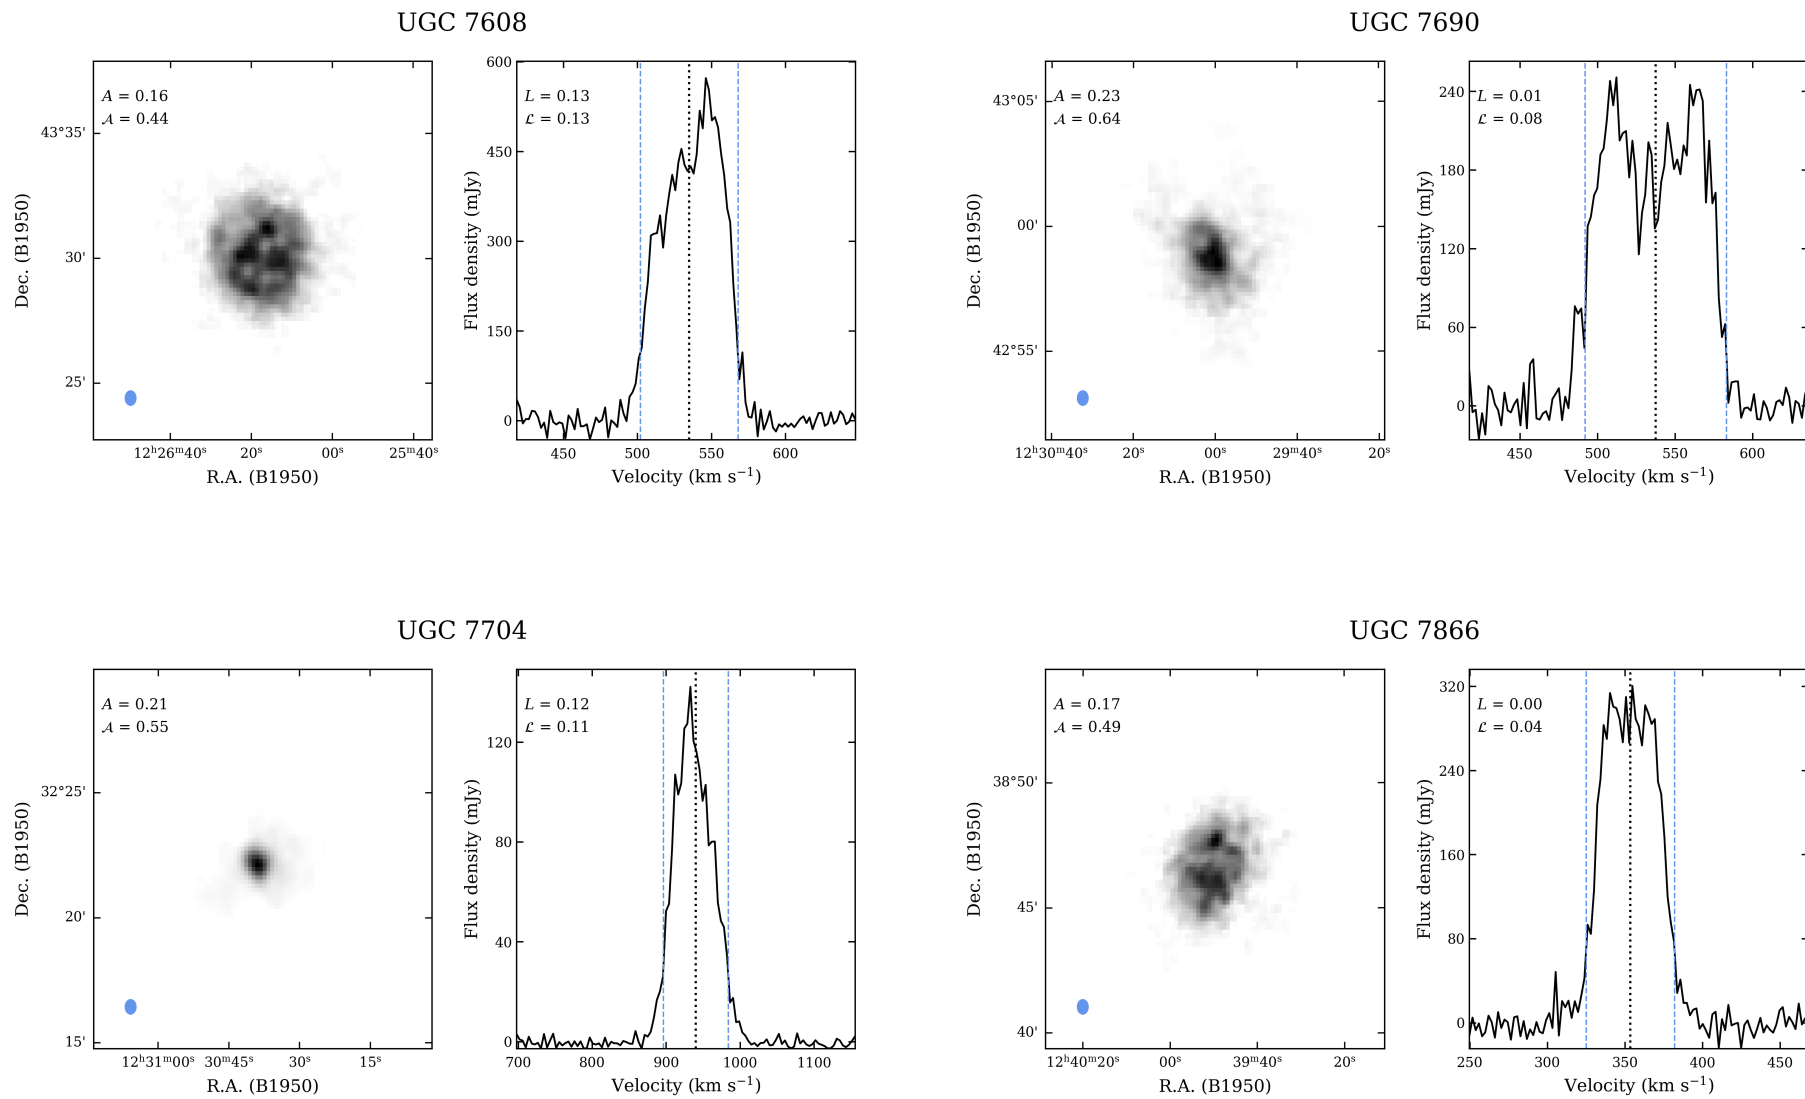 UGC 7608
A = 0.16
𝒜 = 0.44
43°35'
30'
25'
Dec. (B1950)
12ʰ26ᵐ40ˢ 20ˢ 00ˢ 25ᵐ40ˢ
R.A. (B1950)
L = 0.13
ℒ = 0.13
600
450
300
150
0
Flux density (mJy)
450 500 550 600
Velocity (km s⁻¹)
UGC 7690
A = 0.23
𝒜 = 0.64
43°05'
00'
42°55'
Dec. (B1950)
12ʰ30ᵐ40ˢ 20ˢ 00ˢ 29ᵐ40ˢ 20ˢ
R.A. (B1950)
L = 0.01
ℒ = 0.08
240
180
120
60
0
Flux density (mJy)
450 500 550 600
Velocity (km s⁻¹)
UGC 7704
A = 0.21
𝒜 = 0.55
32°25'
20'
15'
Dec. (B1950)
12ʰ31ᵐ00ˢ 30ᵐ45ˢ 30ˢ 15ˢ
R.A. (B1950)
L = 0.12
ℒ = 0.11
120
80
40
0
Flux density (mJy)
700 800 900 1000 1100
Velocity (km s⁻¹)
UGC 7866
A = 0.17
𝒜 = 0.49
38°50'
45'
40'
Dec. (B1950)
12ʰ40ᵐ20ˢ 00ˢ 39ᵐ40ˢ 20ˢ
R.A. (B1950)
L = 0.00
ℒ = 0.04
320
240
160
80
0
Flux density (mJy)
250 300 350 400 450
Velocity (km s⁻¹)